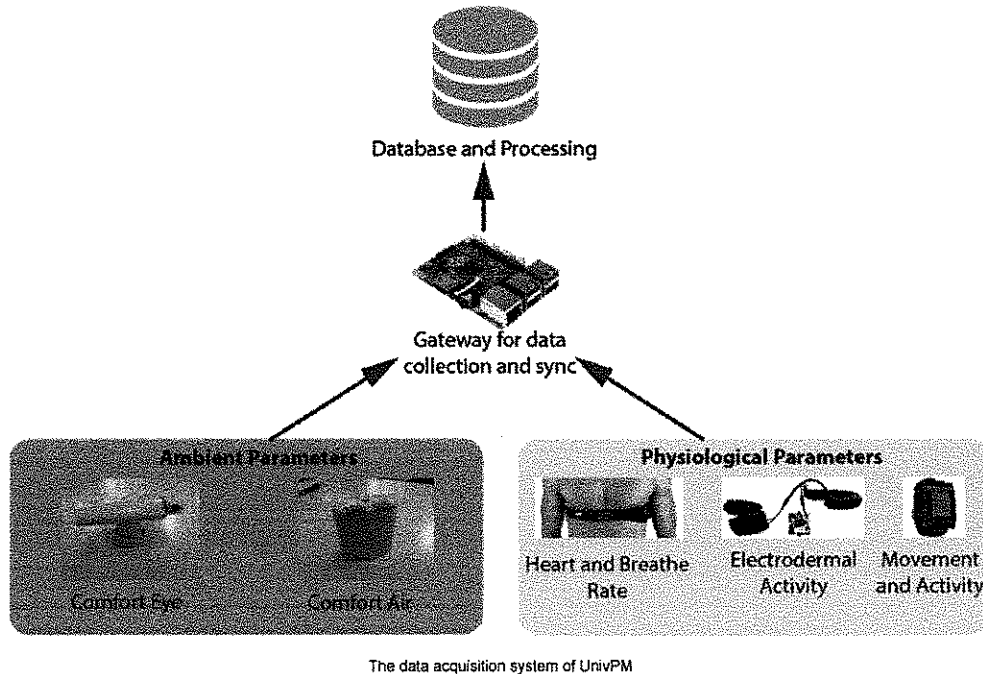 Database and Processing
Gateway for data
collection and sync
Ambient Parameters
Comfort Eye
Comfort Air
Physiological Parameters
Heart and Breathe
Rate
Electrodermal
Activity
Movement
and Activity
The data acquisition system of UnivPM